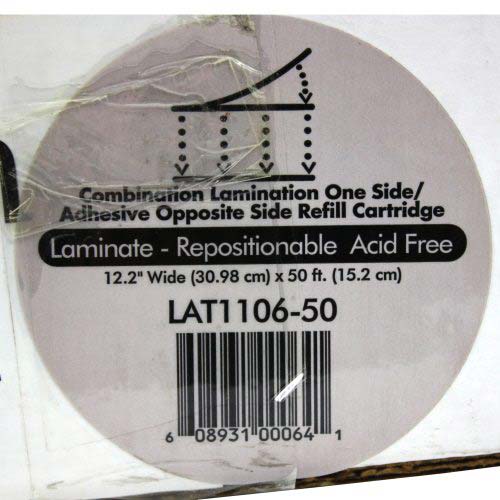 Combination Lamination One Side/
Adhesive Opposite Side Refill Cartridge
Laminate - Repositionable Acid Free
12.2" Wide (30.98 cm) x 50 ft. (15.2 cm)
LAT1106-50
6 08931 00064 1